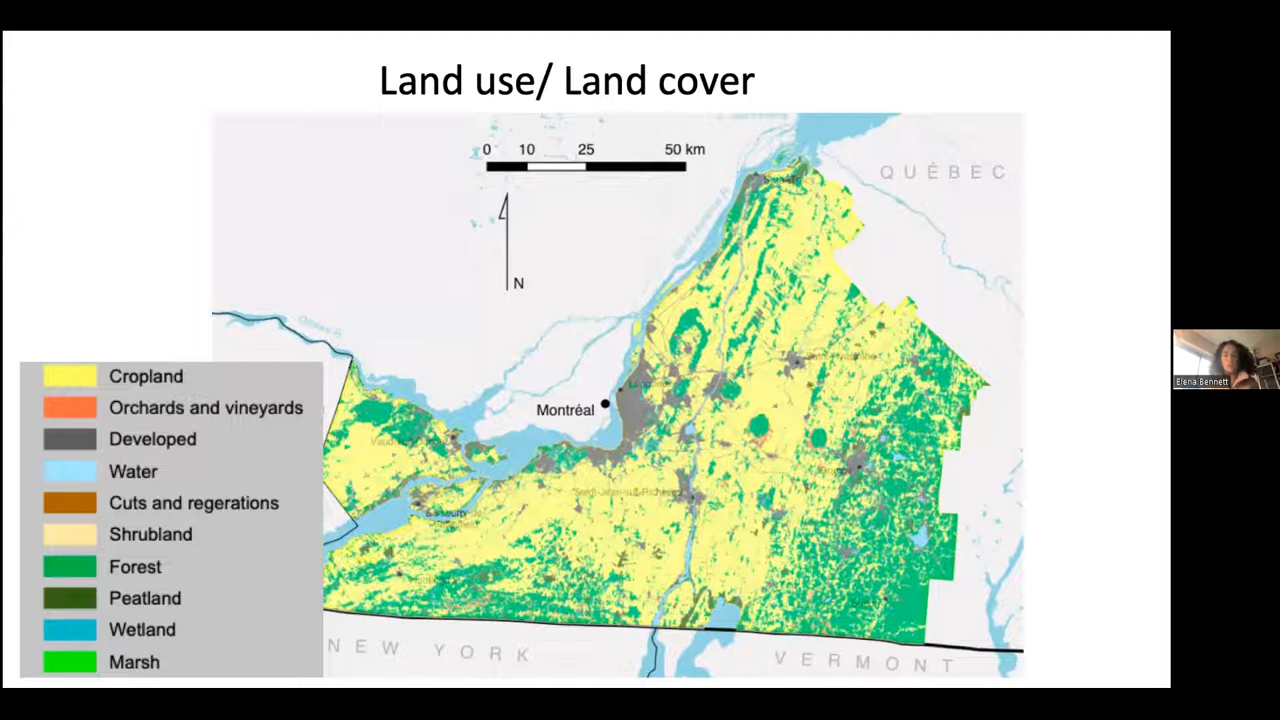 Land use/ Land cover
0 10 25 50 km
QUÉBEC
N
Montréal
Cropland
Orchards and vineyards
Developed
Water
Cuts and regerations
Shrubland
Forest
Peatland
Wetland
Marsh
NEW YORK
VERMONT
Elena Bennett